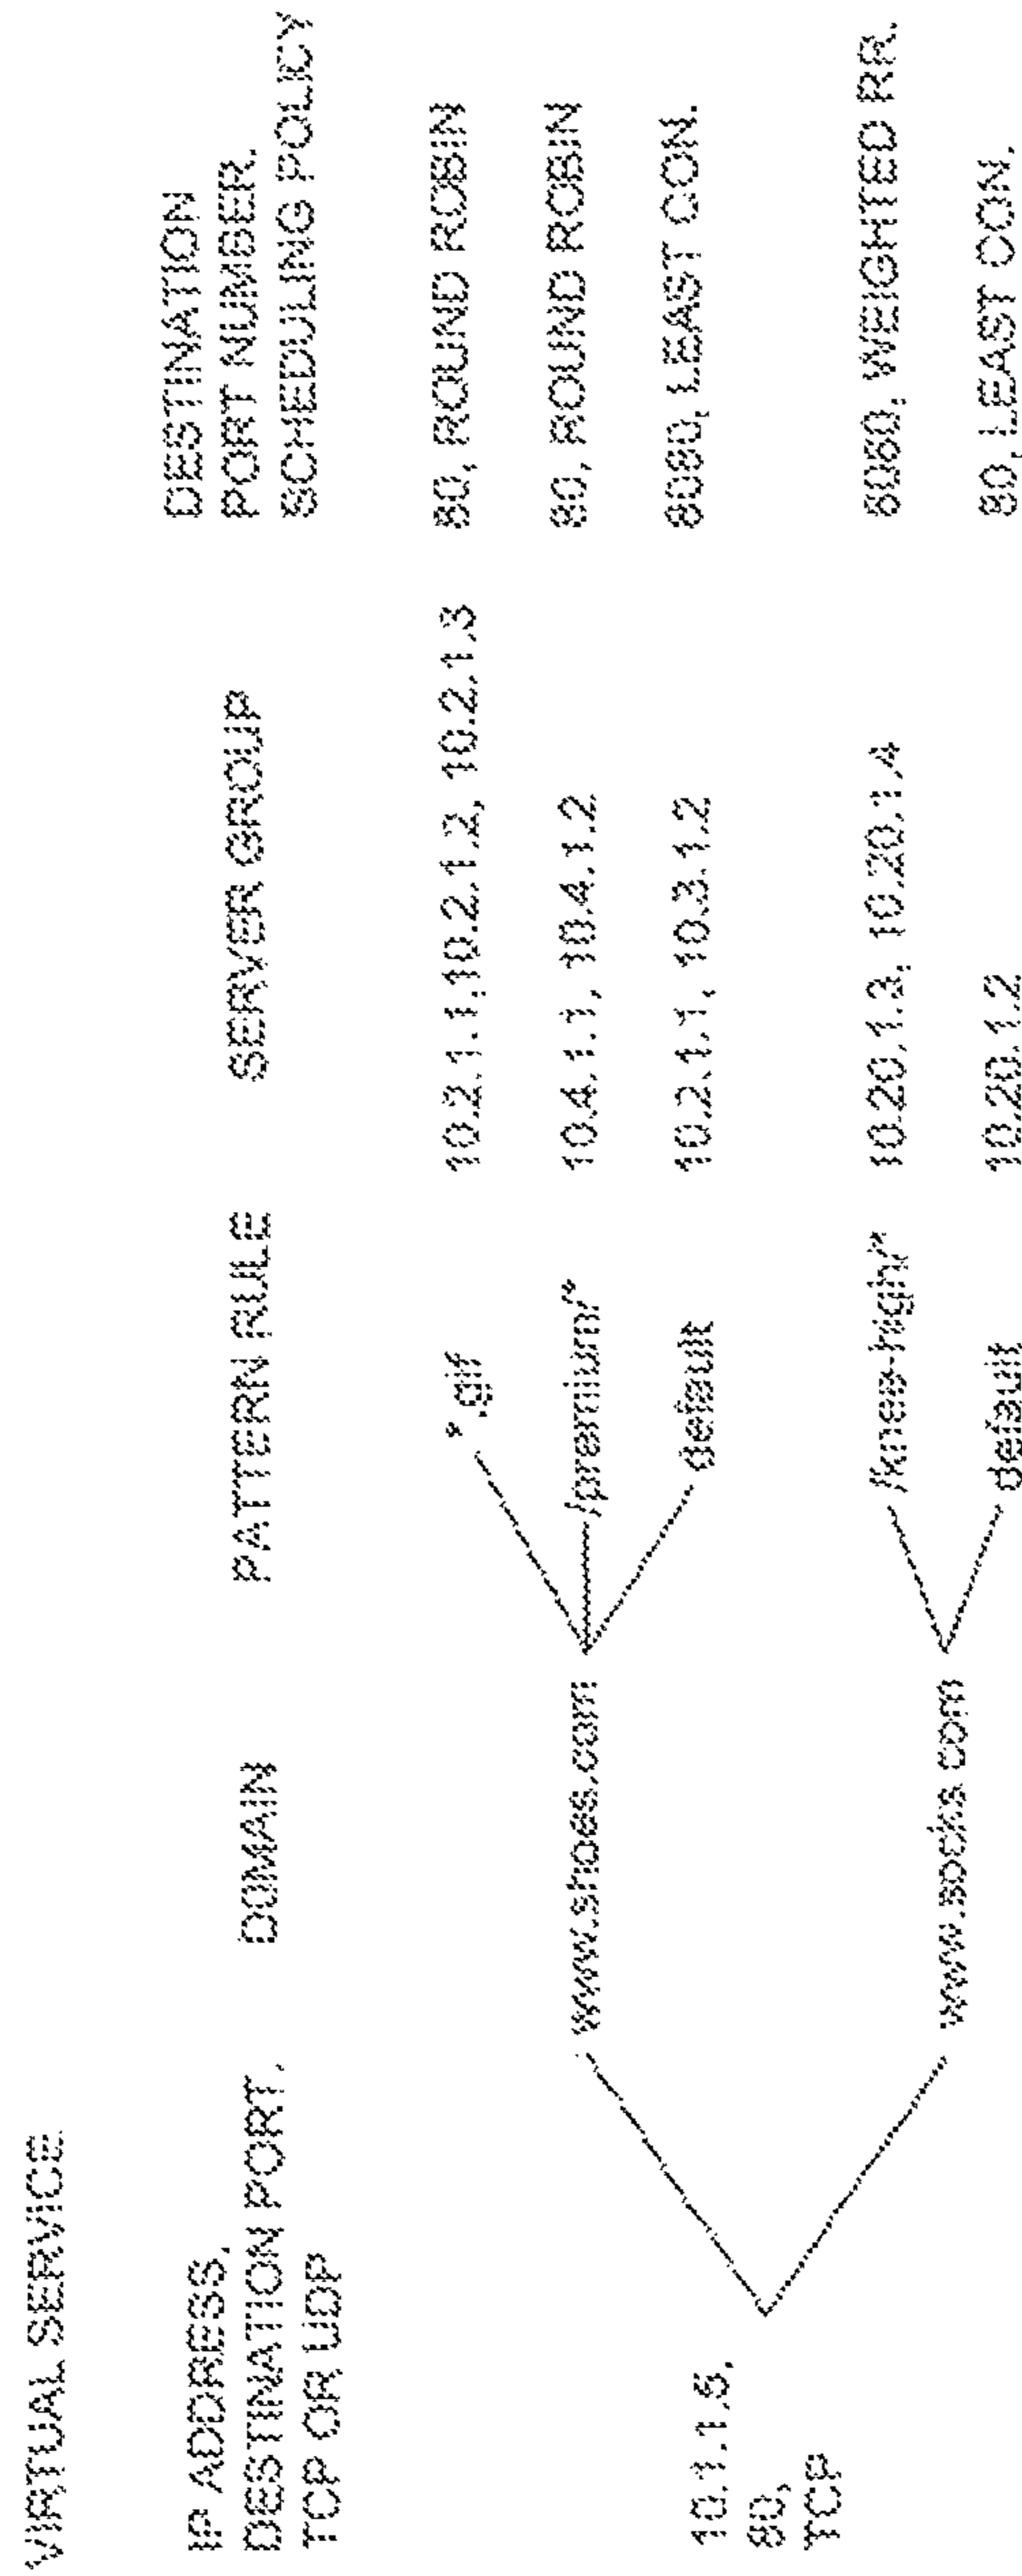 VIRTUAL SERVICE
IP ADDRESS,
DESTINATION PORT,
TCP OR UDP
DOMAIN
PATTERN RULE
SERVER GROUP
DESTINATION
PORT NUMBER,
SCHEDULING POLICY
10.1.1.5,
80,
TCP
www.shoes.com
*.gif
10.2.1.1,10.2.1.2, 10.2.1.3
80, ROUND ROBIN
/premium/*
10.4.1.1, 10.4.1.2
80, ROUND ROBIN
default
10.2.1.1, 10.3.1.2
8080, LEAST CON.
www.socks.com
/knee-high/*
10.20.1.3, 10.20.1.4
WEIGHTED RR.
default
10.20.1.2
80, LEAST CON.